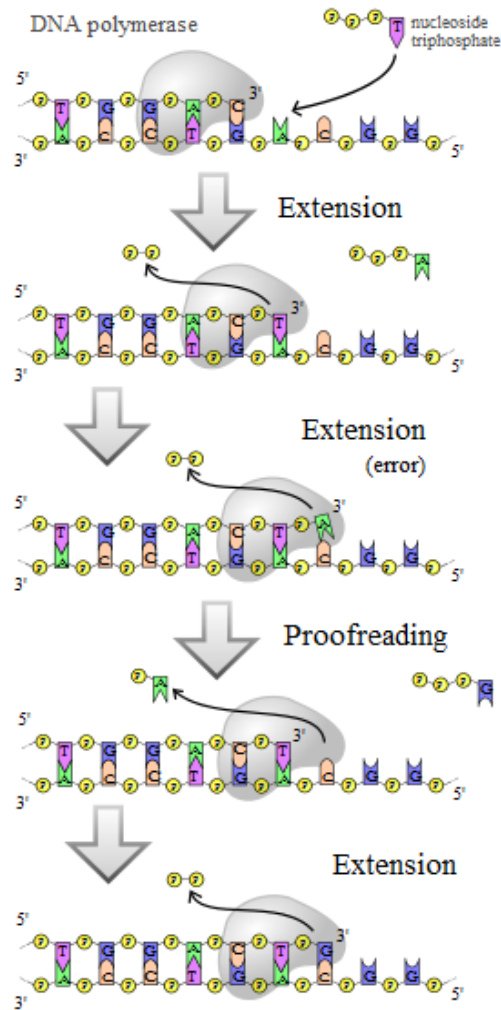 DNA polymerase
T
nucleoside
triphosphate
5'
3'
T G G A C
A C C T G A C G G
3'
5'
Extension
A
5'
3'
T G G A C T
A C C T G A C G G
3'
5'
Extension
(error)
5'
3'
T G G A C T A
A C C T G A C G G
3'
5'
Proofreading
A
G
5'
3'
T G G A C T
A C C T G A C G G
3'
5'
Extension
5'
3'
T G G A C T G
A C C T G A C G G
3'
5'